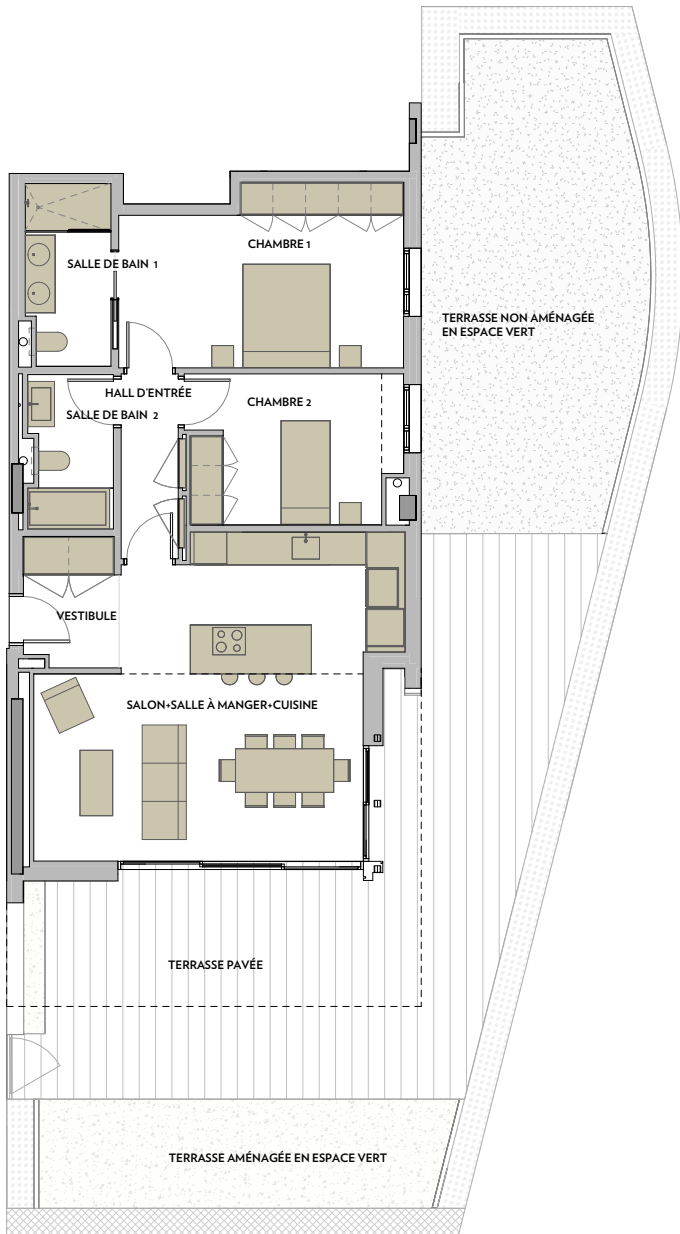 CHAMBRE 1
SALLE DE BAIN 1
TERRASSE NON AMÉNAGÉE
EN ESPACE VERT
HALL D'ENTRÉE
CHAMBRE 2
SALLE DE BAIN 2
VESTIBULE
SALON+SALLE À MANGER+CUISINE
TERRASSE PAVÉE
TERRASSE AMÉNAGÉE EN ESPACE VERT